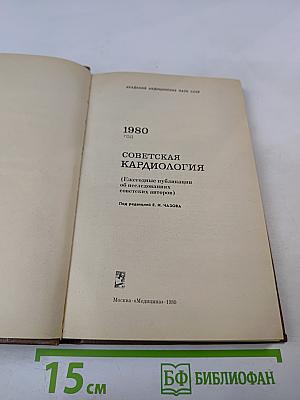 АКАДЕМИЯ МЕДИЦИНСКИХ НАУК СССР
1980
ГОД
СОВЕТСКАЯ
КАРДИОЛОГИЯ
(Ежегодные публикации
об исследованиях
советских авторов)
Под редакцией Е. И. ЧАЗОВА
Москва «Медицина» 1980
15 см
БФ БИБЛИОФАН